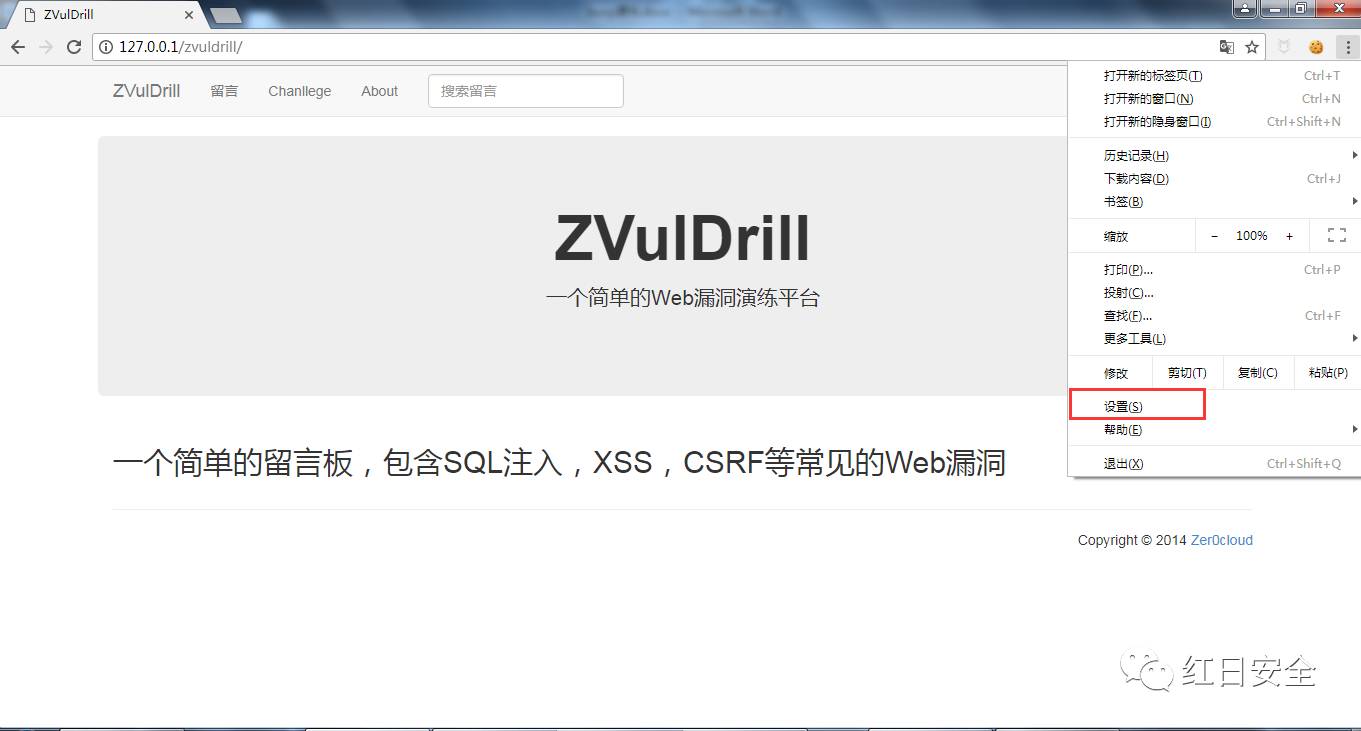 ZVulDrill
127.0.0.1/zvuldrill/
ZVulDrill 留言 Chanllege About 搜索留言
打开新的标签页(T) Ctrl+T
打开新的窗口(N) Ctrl+N
打开新的隐身窗口(I) Ctrl+Shift+N
历史记录(H)
下载内容(D) Ctrl+J
书签(B)
缩放 - 100% +
打印(P)... Ctrl+P
投射(C)...
查找(F)... Ctrl+F
更多工具(L)
修改 剪切(T) 复制(C) 粘贴(P)
设置(S)
帮助(E)
退出(X) Ctrl+Shift+Q
ZVulDrill
一个简单的Web漏洞演练平台
一个简单的留言板，包含SQL注入，XSS，CSRF等常见的Web漏洞
Copyright © 2014 Zer0cloud
红日安全